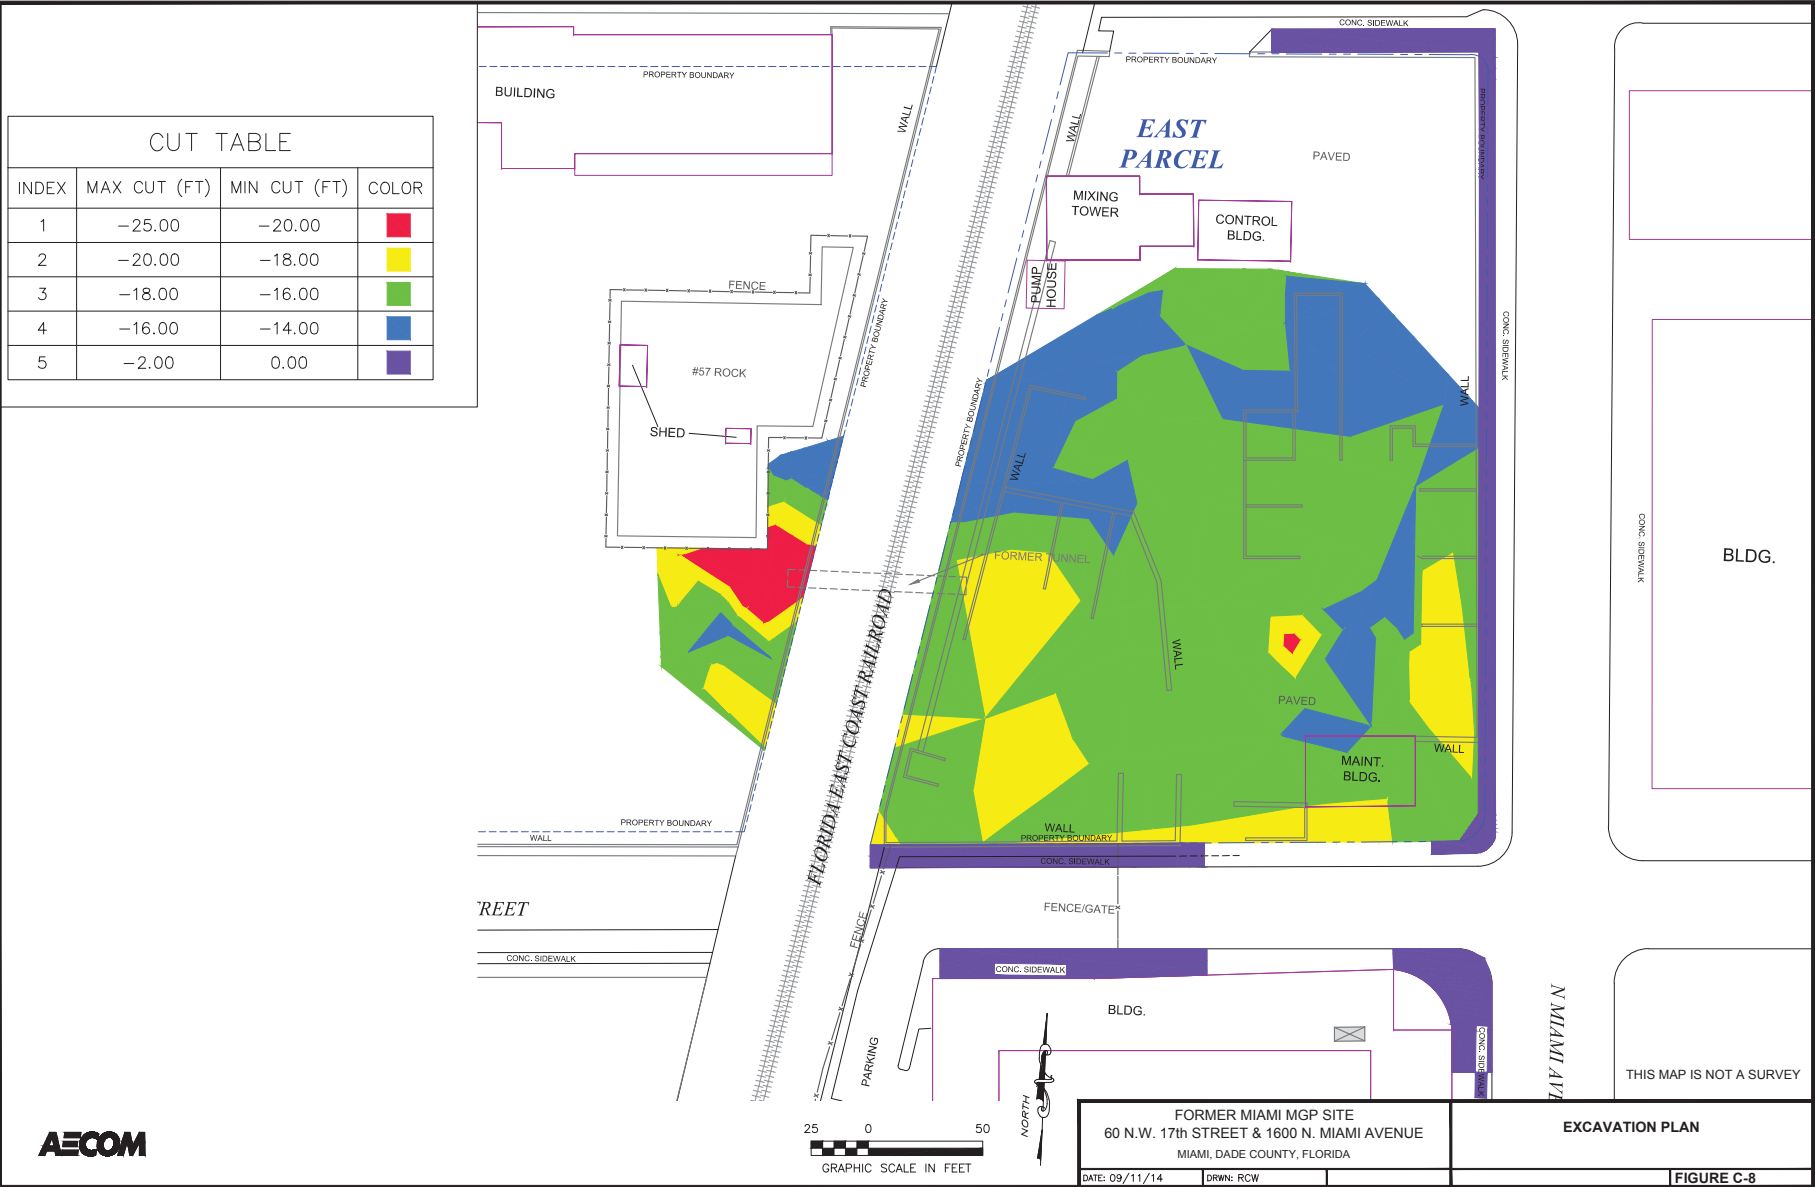 CUT TABLE
INDEX MAX CUT (FT) MIN CUT (FT) COLOR
1 -25.00 -20.00
2 -20.00 -18.00
3 -18.00 -16.00
4 -16.00 -14.00
5 -2.00 0.00
BUILDING
PROPERTY BOUNDARY
WALL
FENCE
PROPERTY BOUNDARY
#57 ROCK
SHED
PROPERTY BOUNDARY
WALL
TREET
CONC. SIDEWALK
FLORIDA EAST COAST RAILROAD
CONC. SIDEWALK
PROPERTY BOUNDARY
PROPERTY BOUNDARY
WALL
EAST
PARCEL
PAVED
MIXING
TOWER
CONTROL
BLDG.
PUMP
HOUSE
PROPERTY BOUNDARY
WALL
CONC. SIDEWALK
WALL
FORMER TUNNEL
WALL
PAVED
WALL
MAINT.
BLDG.
WALL
PROPERTY BOUNDARY
CONC. SIDEWALK
CONC. SIDEWALK
BLDG.
FENCE
FENCE/GATE
CONC. SIDEWALK
BLDG.
PARKING
CONC. SIDEWALK
N MIAMI AVE
THIS MAP IS NOT A SURVEY
AECOM
25 0 50
GRAPHIC SCALE IN FEET
NORTH
FORMER MIAMI MGP SITE
60 N.W. 17th STREET & 1600 N. MIAMI AVENUE
MIAMI, DADE COUNTY, FLORIDA
DATE: 09/11/14 DRWN: RCW
EXCAVATION PLAN
FIGURE C-8